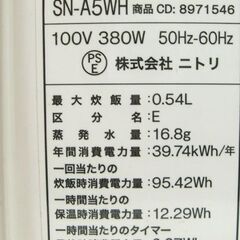 SN-A5WH 商品 CD: 8971546
100V 380W 50Hz-60Hz
PS E 株式会社 ニトリ
最大炊飯量:0.54L
区分名:E
蒸発水量:16.8g
年間消費電力量:39.74kWh/年
一回当たりの
炊飯時消費電力量:95.42Wh
一時間当たりの
保温時消費電力量:12.29Wh
一時間当たりのタイマー